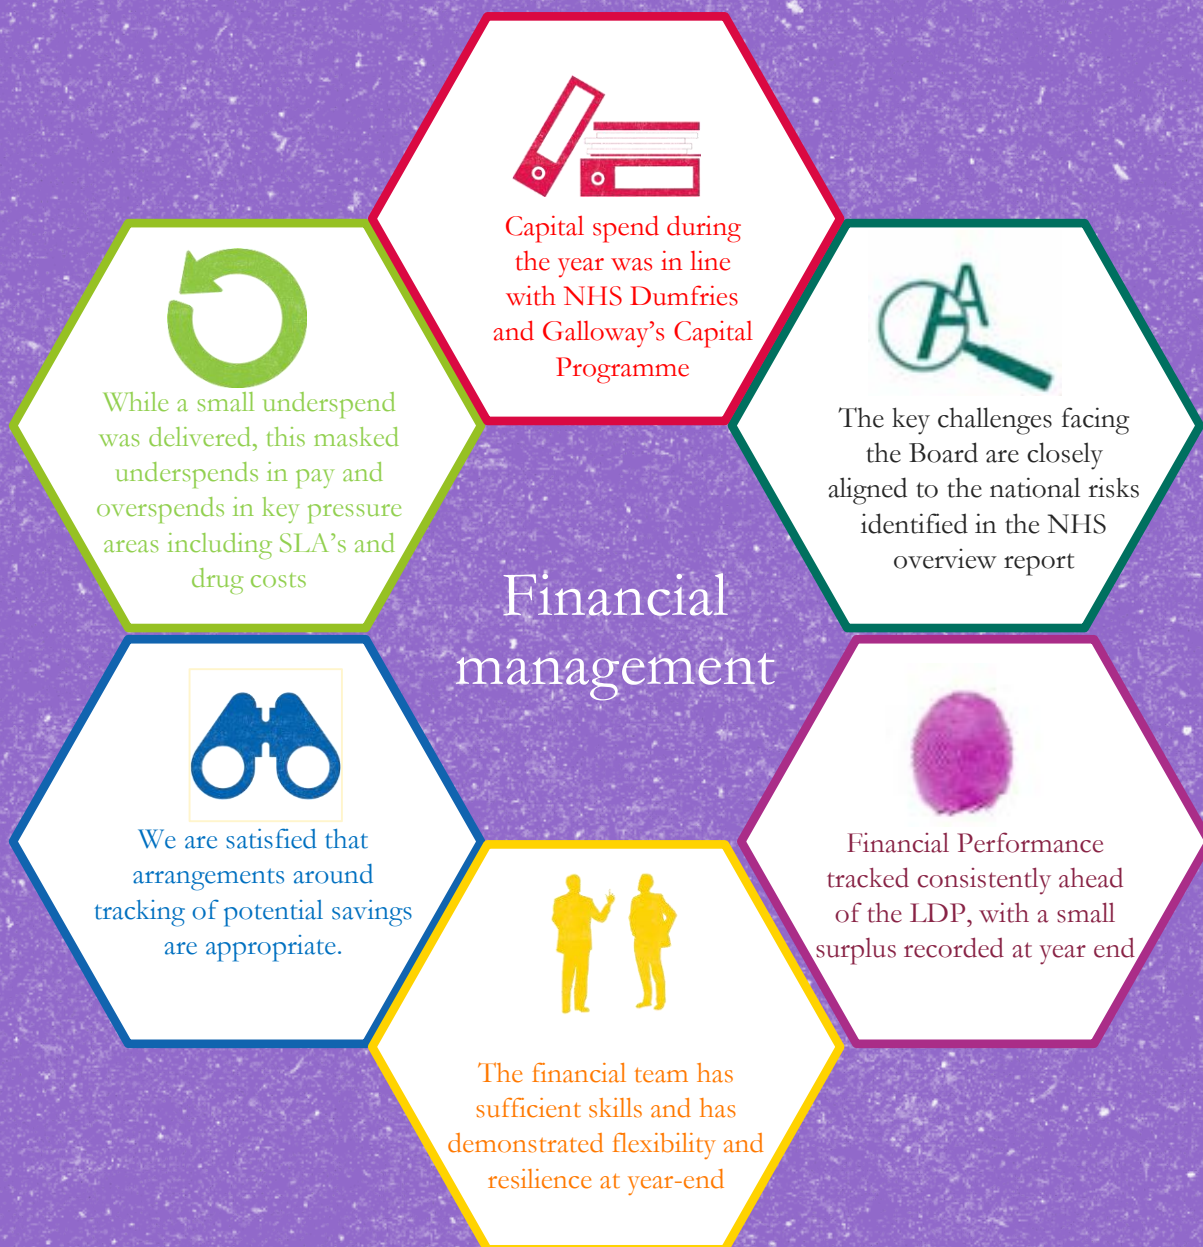 Capital spend during
the year was in line
with NHS Dumfries
and Galloway's Capital
Programme
While a small underspend
was delivered, this masked
underspends in pay and
overspends in key pressure
areas including SLA's and
drug costs
The key challenges facing
the Board are closely
aligned to the national risks
identified in the NHS
overview report
Financial
management
We are satisfied that
arrangements around
tracking of potential savings
are appropriate.
Financial Performance
tracked consistently ahead
of the LDP, with a small
surplus recorded at year end
The financial team has
sufficient skills and has
demonstrated flexibility and
resilience at year-end